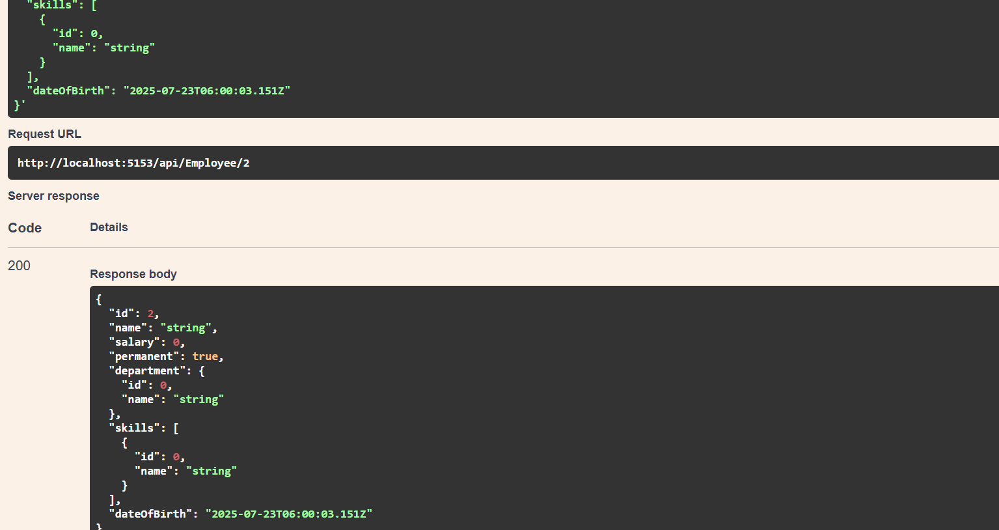 "skills": [
{
"id": 0,
"name": "string"
}
],
"dateOfBirth": "2025-07-23T06:00:03.151Z"
}'
Request URL
http://localhost:5153/api/Employee/2
Server response
Code Details
200
Response body
{
"id": 2,
"name": "string",
"salary": 0,
"permanent": true,
"department": {
"id": 0,
"name": "string"
},
"skills": [
{
"id": 0,
"name": "string"
}
],
"dateOfBirth": "2025-07-23T06:00:03.151Z"
}